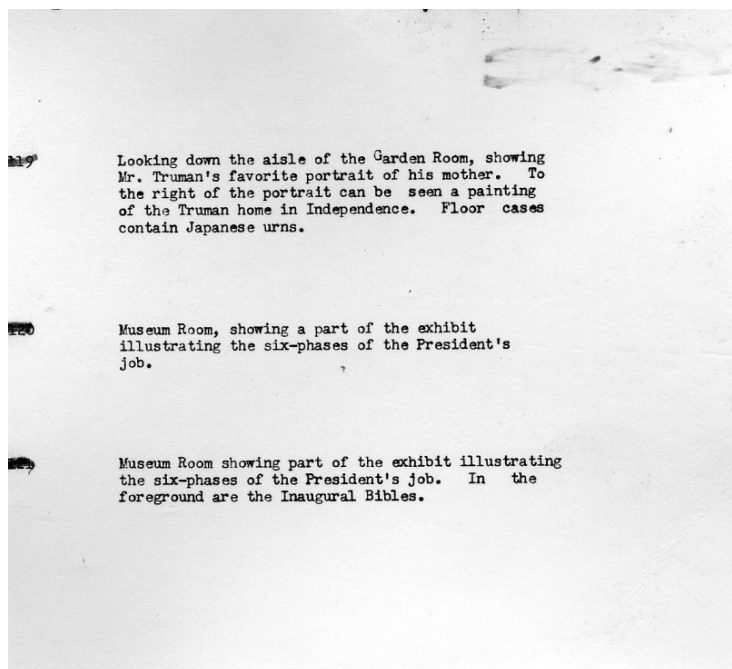 119 Looking down the aisle of the Garden Room, showing
Mr. Truman's favorite portrait of his mother. To
the right of the portrait can be seen a painting
of the Truman home in Independence. Floor cases
contain Japanese urns.
120 Museum Room, showing a part of the exhibit
illustrating the six-phases of the President's
job.
121 Museum Room showing part of the exhibit illustrating
the six-phases of the President's job. In the
foreground are the Inaugural Bibles.